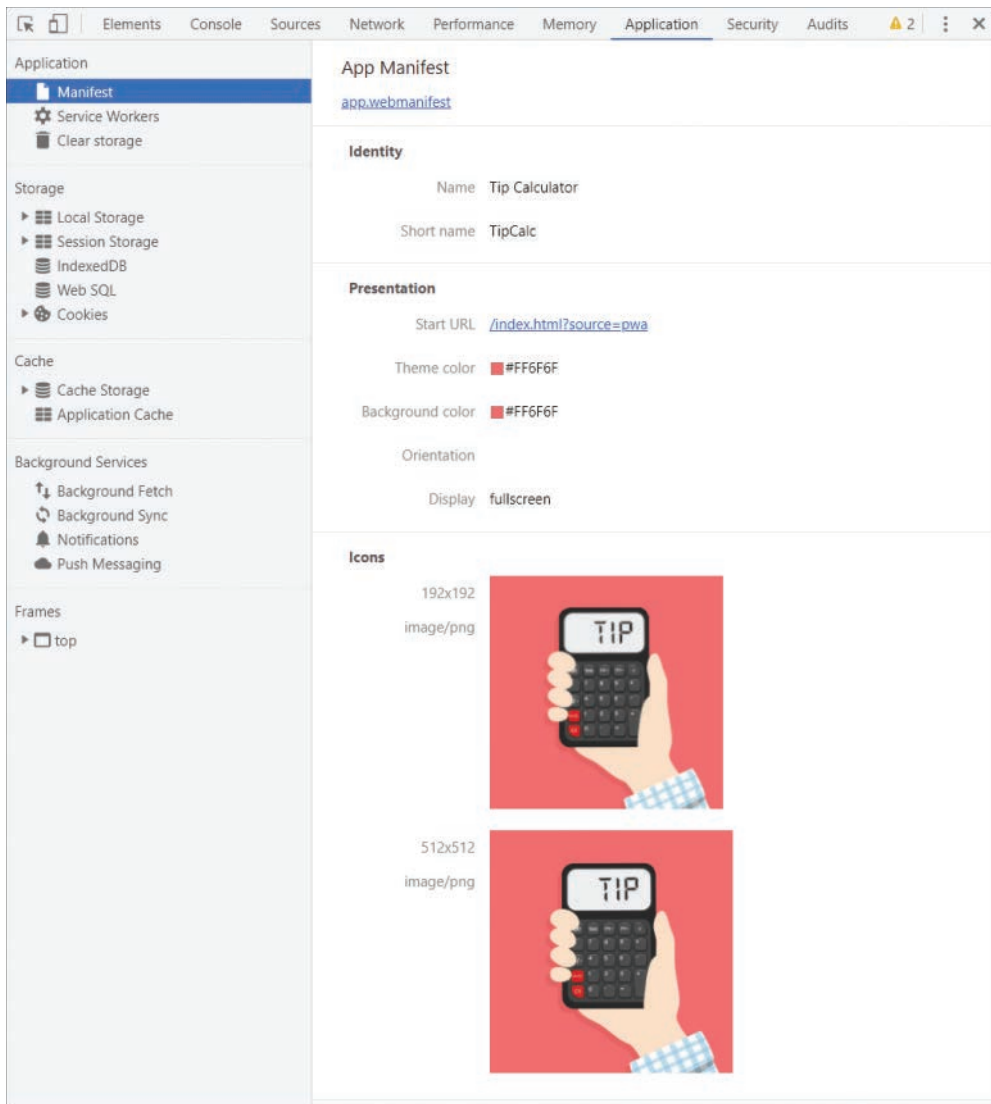 Elements Console Sources Network Performance Memory Application Security Audits 2
Application
Manifest
Service Workers
Clear storage
Storage
Local Storage
Session Storage
IndexedDB
Web SQL
Cookies
Cache
Cache Storage
Application Cache
Background Services
Background Fetch
Background Sync
Notifications
Push Messaging
Frames
top
App Manifest
app.webmanifest
Identity
Name Tip Calculator
Short name TipCalc
Presentation
Start URL /index.html?source=pwa
Theme color #FF6F6F
Background color #FF6F6F
Orientation
Display fullscreen
Icons
192x192
image/png
TIP
512x512
image/png
TIP